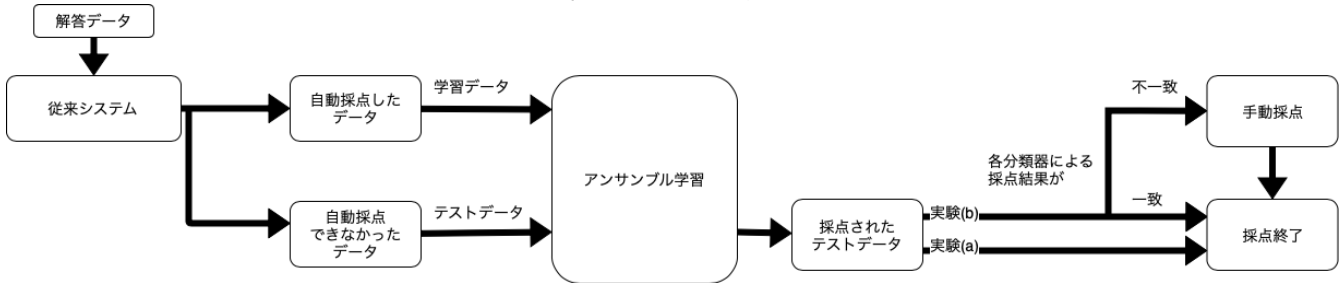 解答データ
従来システム
自動採点した
データ
学習データ
自動採点
できなかった
データ
テストデータ
アンサンブル学習
採点された
テストデータ
実験(b)
実験(a)
各分類器による
採点結果が
不一致
一致
手動採点
採点終了